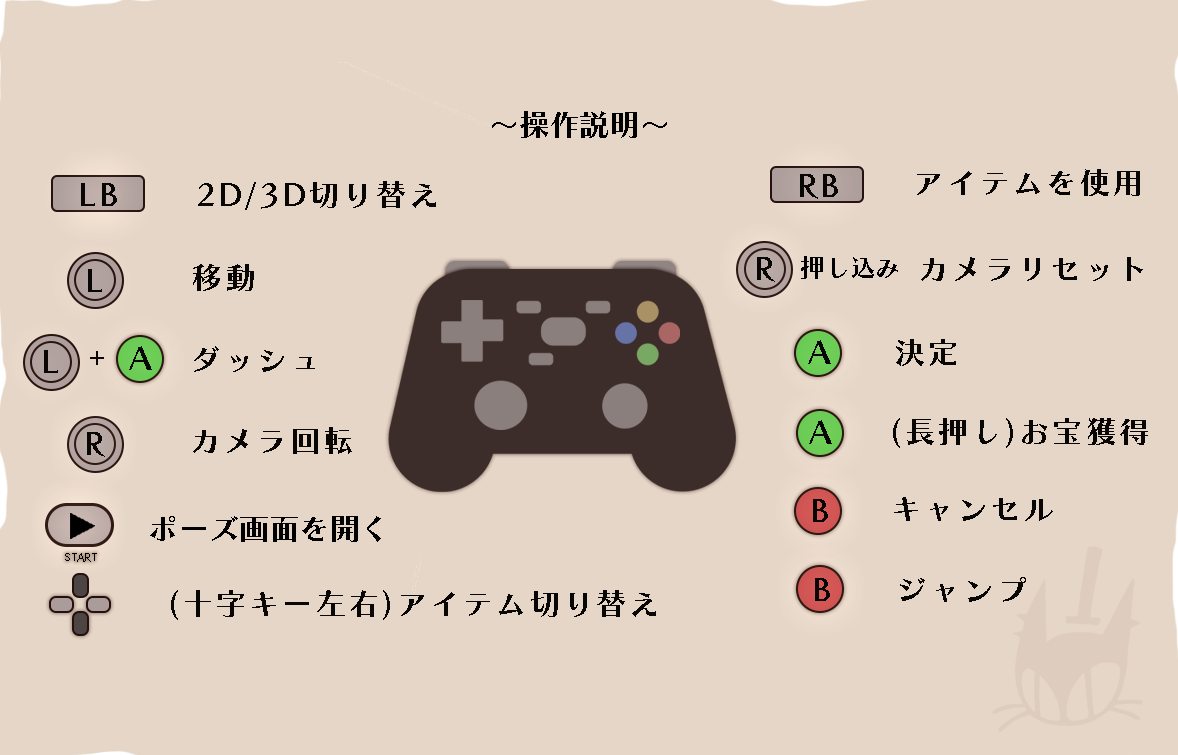 ～操作説明～
LB 2D/3D切り替え
L 移動
L + A ダッシュ
R カメラ回転
START ポーズ画面を開く
(十字キー左右)アイテム切り替え
RB アイテムを使用
R 押し込み カメラリセット
A 決定
A (長押し)お宝獲得
B キャンセル
B ジャンプ